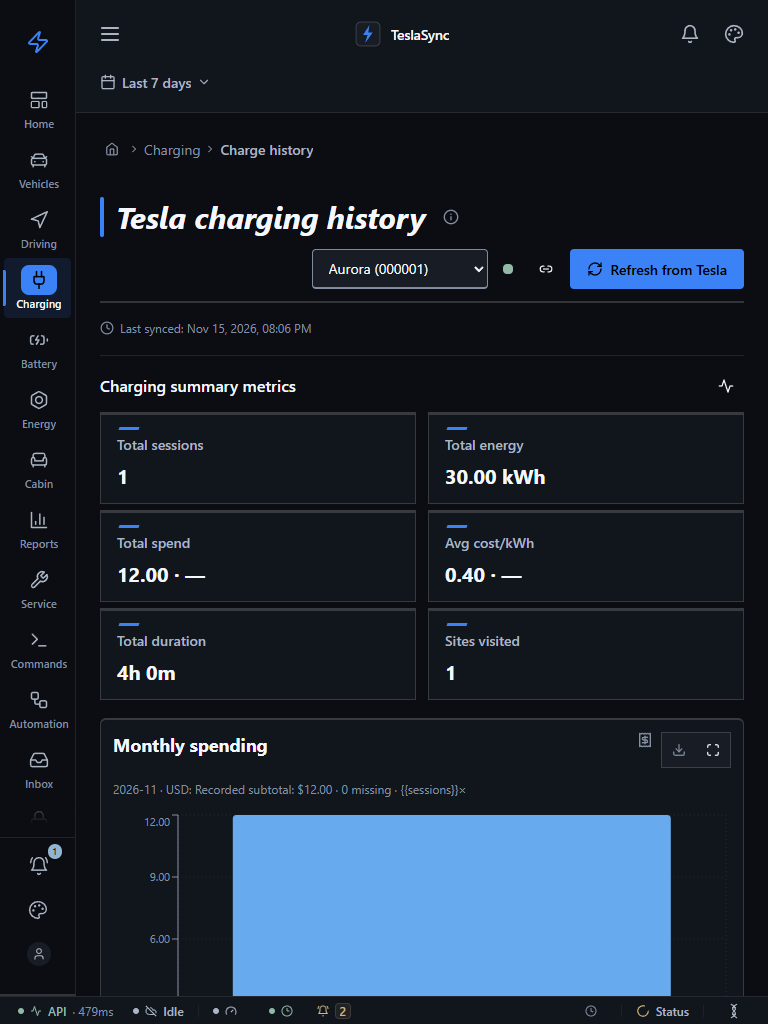 TeslaSync
Last 7 days
Home
Vehicles
Driving
Charging
Battery
Energy
Cabin
Reports
Service
Commands
Automation
Inbox
1
Charging
Charge history
Tesla charging history
Aurora (000001)
Refresh from Tesla
Last synced: Nov 15, 2026, 08:06 PM
Charging summary metrics
Total sessions
1
Total energy
30.00 kWh
Total spend
12.00 · —
Avg cost/kWh
0.40 · —
Total duration
4h 0m
Sites visited
1
Monthly spending
2026-11 · USD: Recorded subtotal: $12.00 · 0 missing · {{sessions}}×
12.00
9.00
6.00
API · 479ms
Idle
2
Status